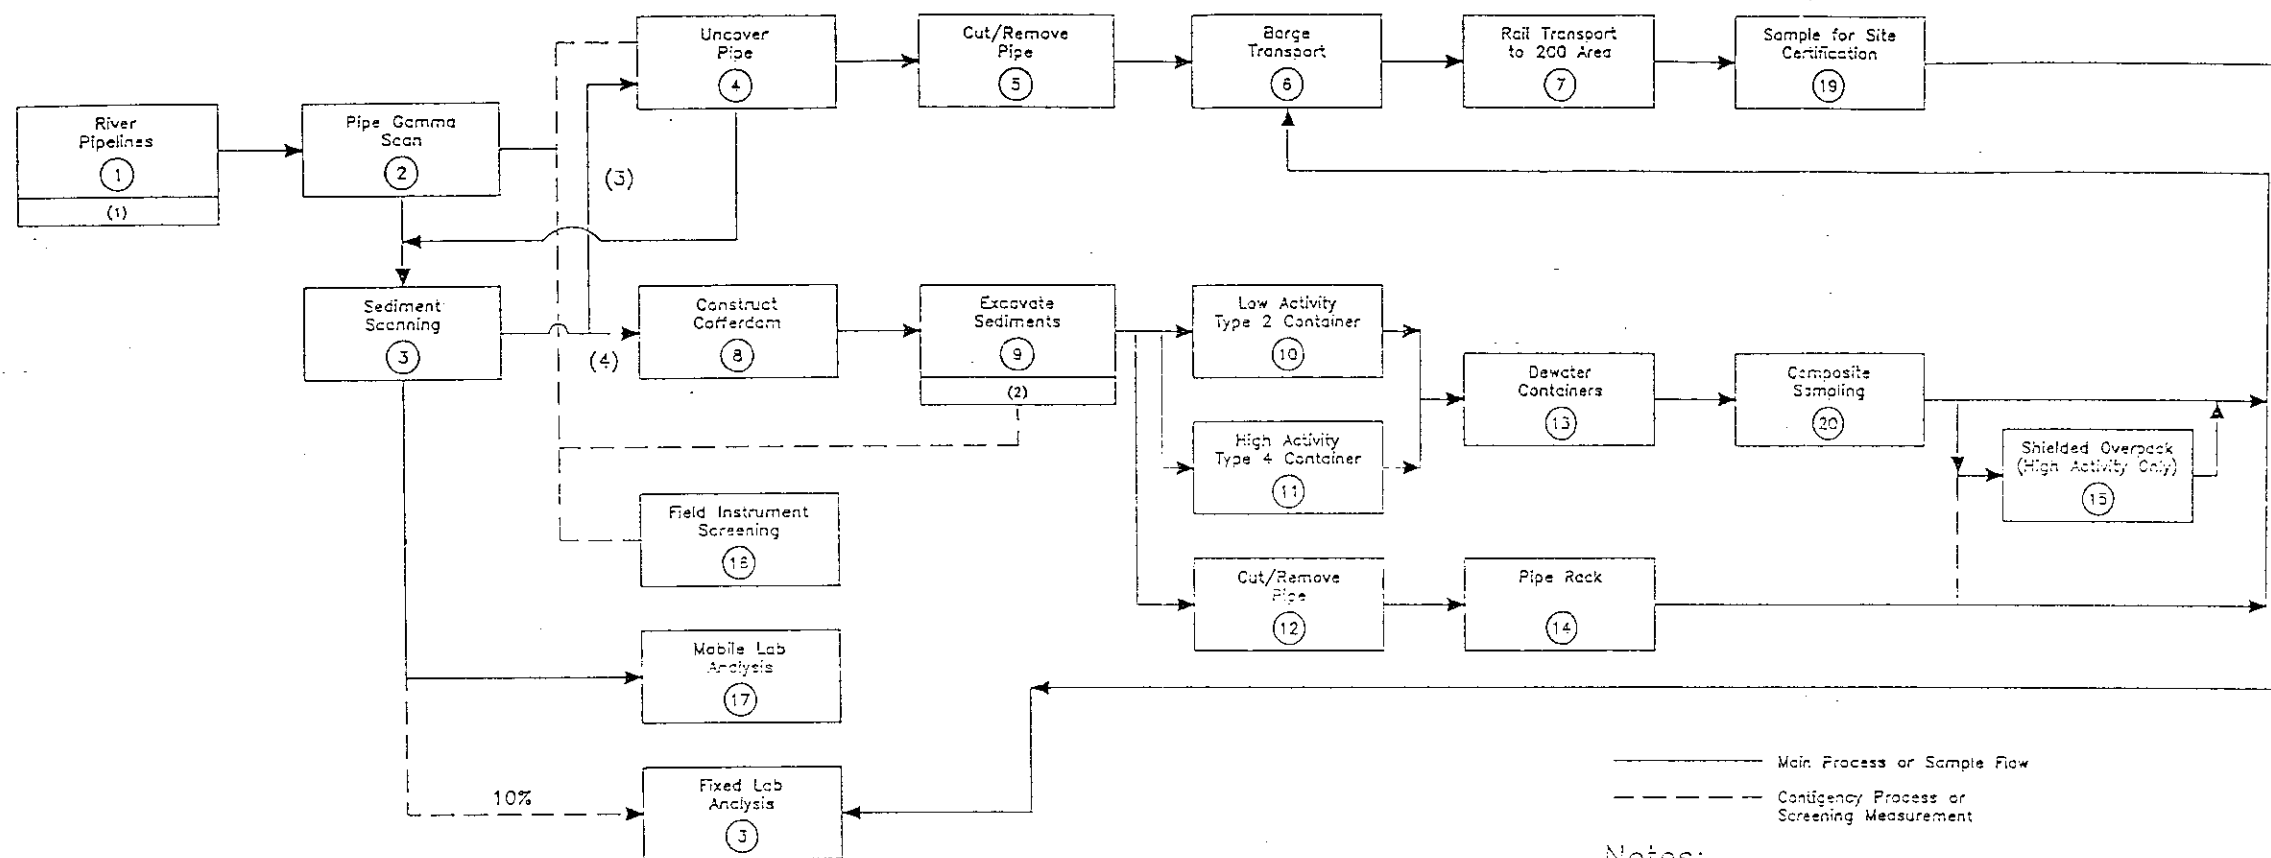 Uncover
Pipe
4
Cut/Remove
Pipe
5
Barge
Transport
6
Rail Transport
to 200 Area
7
Sample for Site
Certification
19
River
Pipelines
1
(1)
Pipe Gamma
Scan
2
(3)
Sediment
Scanning
3
(4)
Construct
Cofferdam
8
Excavate
Sediments
9
(2)
Low Activity
Type 2 Container
10
High Activity
Type 4 Container
11
Dewater
Containers
13
Composite
Sampling
20
Shielded Overpack
(High Activity Only)
15
Field Instrument
Screening
Cut/Remove
Pipe
12
Pipe Rack
14
Mobile Lab
Analysis
17
Fixed Lab
Analysis
3
10%
Main Process or Sample Flow
Contigency Process or
Screening Measurement
Notes: